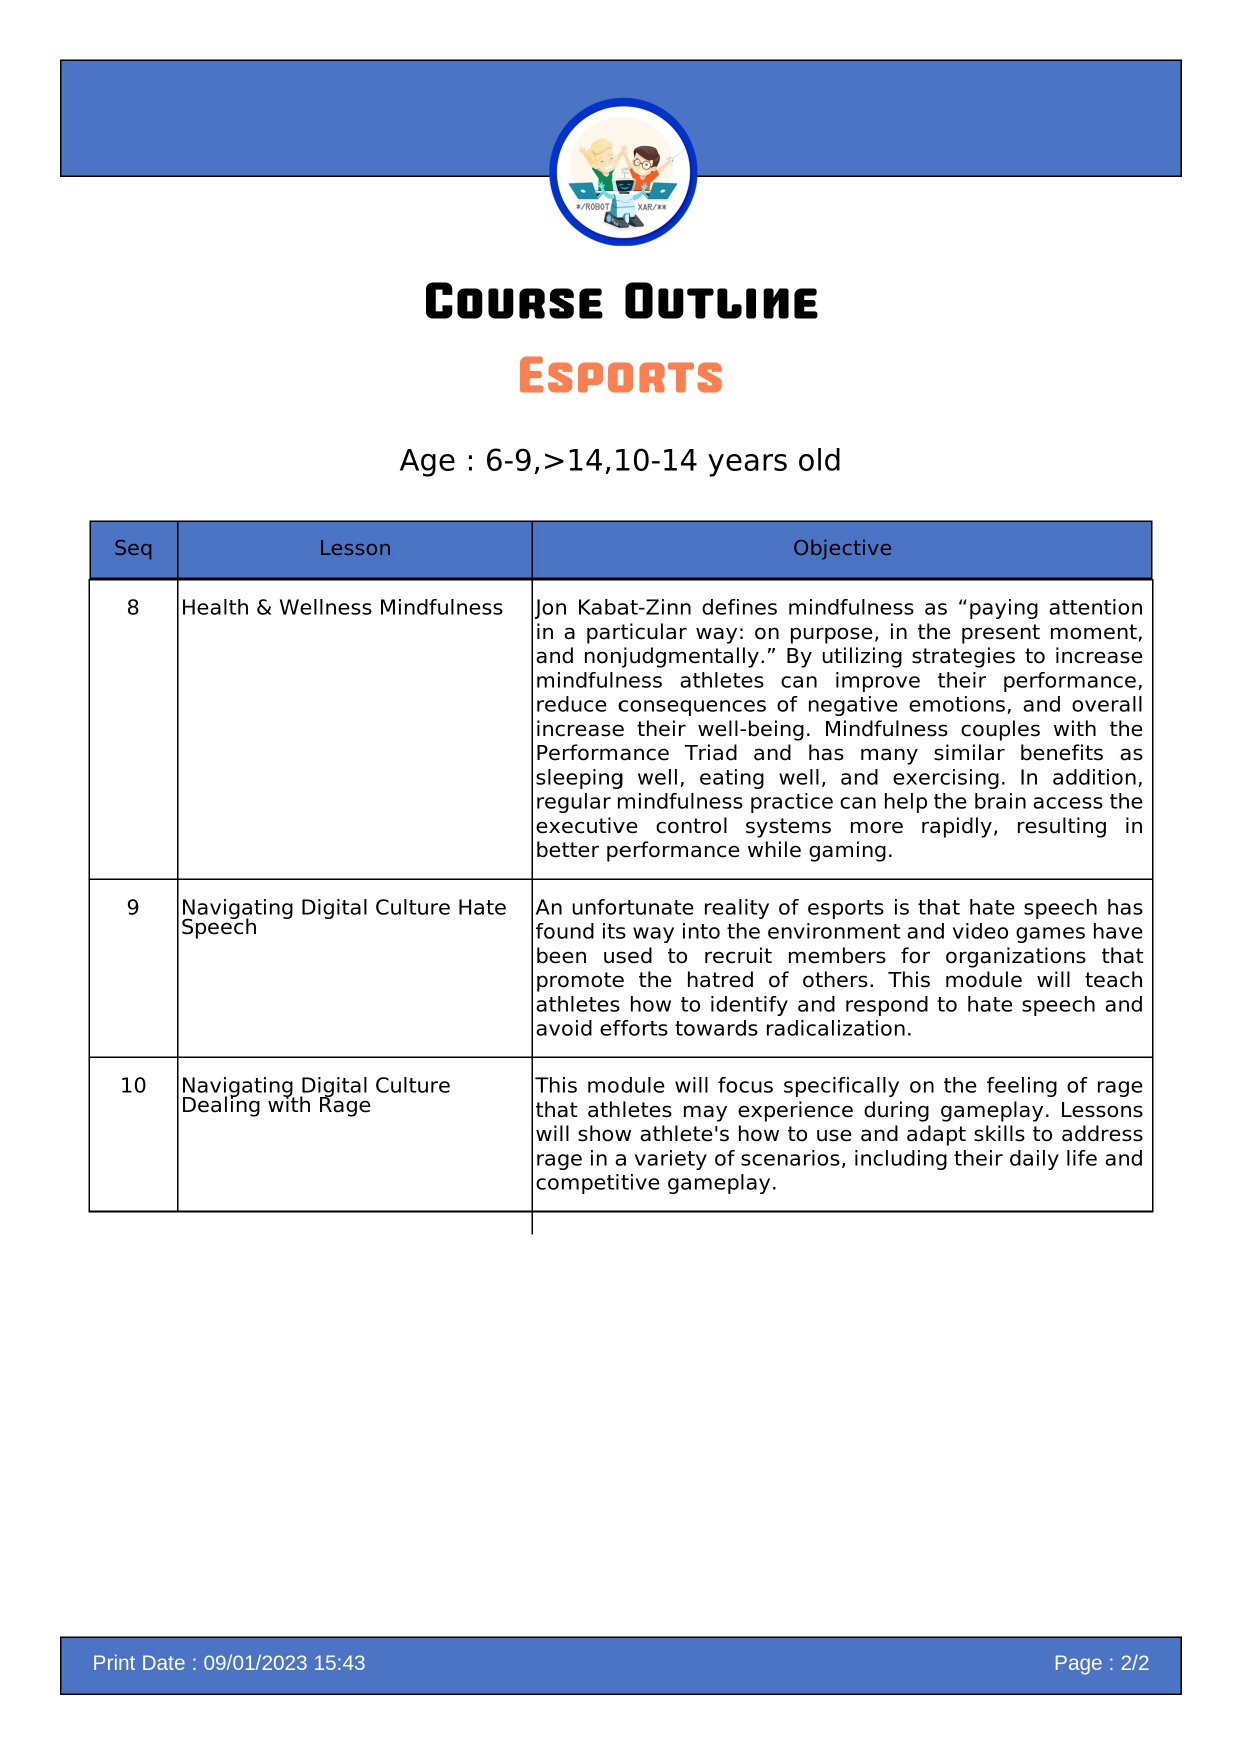 */ROBOT XAR/**
Course Outline
Esports
Age : 6-9,>14,10-14 years old
Seq Lesson Objective
8 Health & Wellness Mindfulness
Jon Kabat-Zinn defines mindfulness as “paying attention
in a particular way: on purpose, in the present moment,
and nonjudgmentally.” By utilizing strategies to increase
mindfulness athletes can improve their performance,
reduce consequences of negative emotions, and overall
increase their well-being. Mindfulness couples with the
Performance Triad and has many similar benefits as
sleeping well, eating well, and exercising. In addition,
regular mindfulness practice can help the brain access the
executive control systems more rapidly, resulting in
better performance while gaming.
9 Navigating Digital Culture Hate
Speech
An unfortunate reality of esports is that hate speech has
found its way into the environment and video games have
been used to recruit members for organizations that
promote the hatred of others. This module will teach
athletes how to identify and respond to hate speech and
avoid efforts towards radicalization.
10 Navigating Digital Culture
Dealing with Rage
This module will focus specifically on the feeling of rage
that athletes may experience during gameplay. Lessons
will show athlete's how to use and adapt skills to address
rage in a variety of scenarios, including their daily life and
competitive gameplay.
Print Date : 09/01/2023 15:43 Page : 2/2